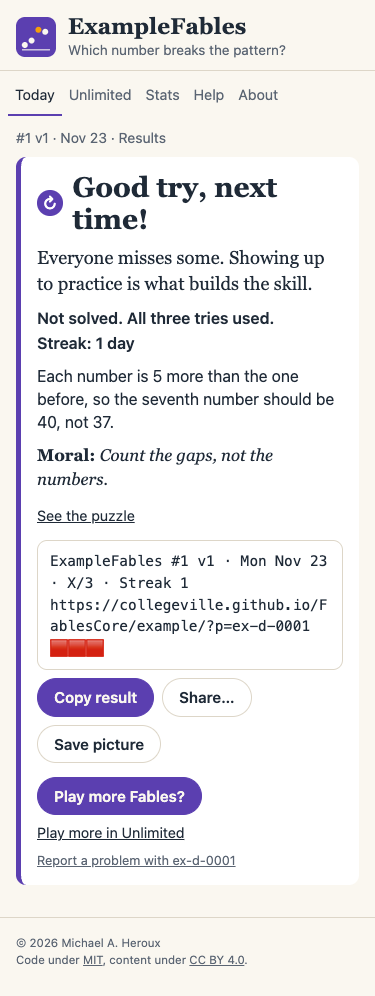 ExampleFables
Which number breaks the pattern?
Today Unlimited Stats Help About
#1 v1 · Nov 23 · Results
Good try, next
time!
Everyone misses some. Showing up
to practice is what builds the skill.
Not solved. All three tries used.
Streak: 1 day
Each number is 5 more than the one
before, so the seventh number should be
40, not 37.
Moral: Count the gaps, not the
numbers.
See the puzzle
ExampleFables #1 v1 · Mon Nov 23
· X/3 · Streak 1
https://collegeville.github.io/F
ablesCore/example/?p=ex-d-0001
Copy result
Share...
Save picture
Play more Fables?
Play more in Unlimited
Report a problem with ex-d-0001
© 2026 Michael A. Heroux
Code under MIT, content under CC BY 4.0.